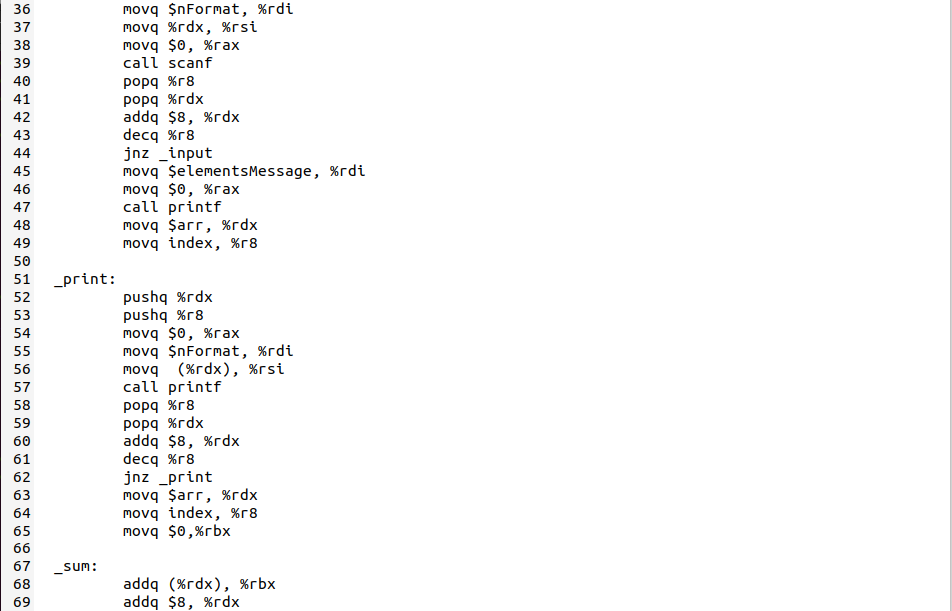 36 movq $nFormat, %rdi
37 movq %rdx, %rsi
38 movq $0, %rax
39 call scanf
40 popq %r8
41 popq %rdx
42 addq $8, %rdx
43 decq %r8
44 jnz _input
45 movq $elementsMessage, %rdi
46 movq $0, %rax
47 call printf
48 movq $arr, %rdx
49 movq index, %r8
50
51 _print:
52 pushq %rdx
53 pushq %r8
54 movq $0, %rax
55 movq $nFormat, %rdi
56 movq  (%rdx), %rsi
57 call printf
58 popq %r8
59 popq %rdx
60 addq $8, %rdx
61 decq %r8
62 jnz _print
63 movq $arr, %rdx
64 movq index, %r8
65 movq $0,%rbx
66
67 _sum:
68 addq (%rdx), %rbx
69 addq $8, %rdx